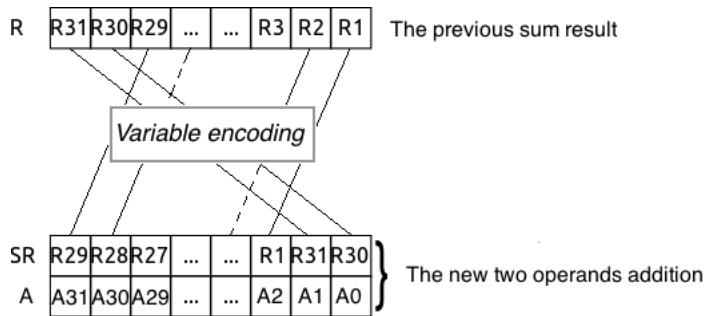 R R31 R30 R29 ... ... R3 R2 R1 The previous sum result
Variable encoding
SR R29 R28 R27 ... ... R1 R31 R30
A A31 A30 A29 ... ... A2 A1 A0
The new two operands addition